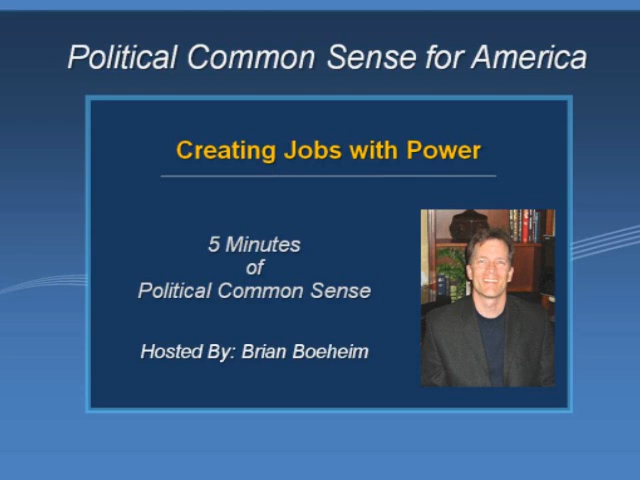 Political Common Sense for America
Creating Jobs with Power
5 Minutes
of
Political Common Sense
Hosted By: Brian Boeheim